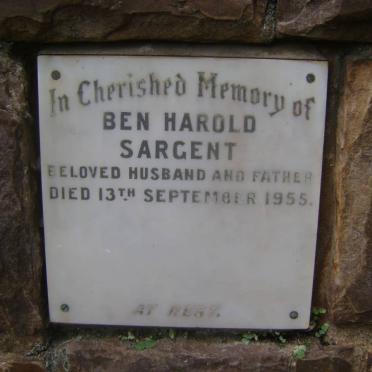 In Cherished Memory of
BEN HAROLD
SARGENT
BELOVED HUSBAND AND FATHER
DIED 13TH SEPTEMBER 1955.
AT REST.